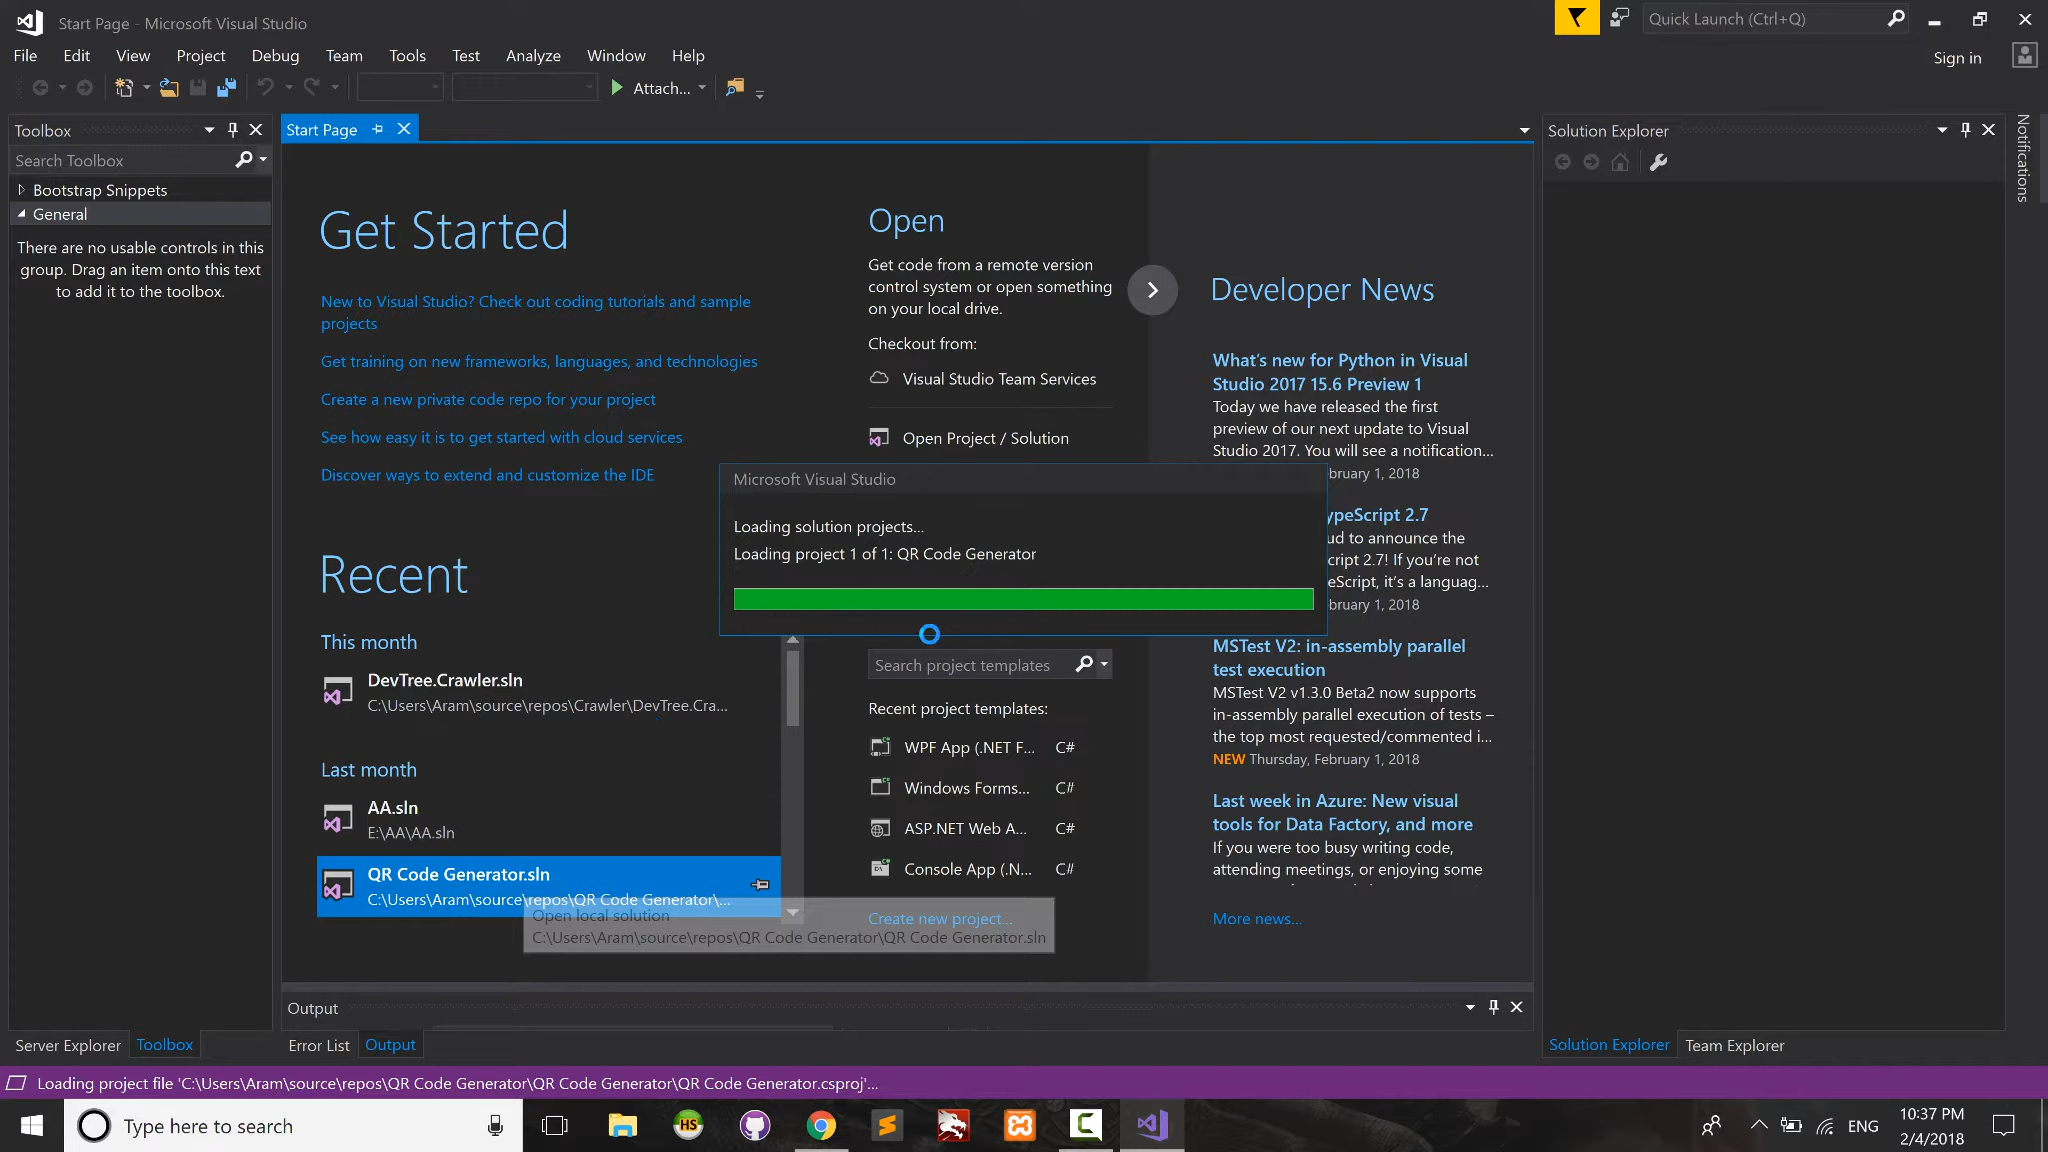 Start Page - Microsoft Visual Studio
Quick Launch (Ctrl+Q)
File Edit View Project Debug Team Tools Test Analyze Window Help
Sign in
Attach...
Toolbox
Search Toolbox
Bootstrap Snippets
General
There are no usable controls in this
group. Drag an item onto this text
to add it to the toolbox.
Start Page
Get Started
New to Visual Studio? Check out coding tutorials and sample
projects
Get training on new frameworks, languages, and technologies
Create a new private code repo for your project
See how easy it is to get started with cloud services
Discover ways to extend and customize the IDE
Recent
This month
DevTree.Crawler.sln
C:\Users\Aram\source\repos\Crawler\DevTree.Cra...
Last month
AA.sln
E:\AA\AA.sln
QR Code Generator.sln
C:\Users\Aram\source\repos\QR Code Generator\...
Open local solution
C:\Users\Aram\source\repos\QR Code Generator\QR Code Generator.sln
Open
Get code from a remote version
control system or open something
on your local drive.
Checkout from:
Visual Studio Team Services
Open Project / Solution
Microsoft Visual Studio
Loading solution projects...
Loading project 1 of 1: QR Code Generator
Search project templates
Recent project templates:
WPF App (.NET F... C#
Windows Forms... C#
ASP.NET Web A... C#
Console App (.N... C#
Create new project...
Developer News
What's new for Python in Visual
Studio 2017 15.6 Preview 1
Today we have released the first
preview of our next update to Visual
Studio 2017. You will see a notification...
bruary 1, 2018
ypeScript 2.7
ud to announce the
cript 2.7! If you're not
eScript, it's a languag...
bruary 1, 2018
MSTest V2: in-assembly parallel
test execution
MSTest V2 v1.3.0 Beta2 now supports
in-assembly parallel execution of tests –
the top most requested/commented i...
NEW Thursday, February 1, 2018
Last week in Azure: New visual
tools for Data Factory, and more
If you were too busy writing code,
attending meetings, or enjoying some
More news...
Solution Explorer
Notifications
Output
Server Explorer Toolbox
Error List Output
Solution Explorer Team Explorer
Loading project file 'C:\Users\Aram\source\repos\QR Code Generator\QR Code Generator\QR Code Generator.csproj'...
Type here to search
HS
ENG
10:37 PM
2/4/2018